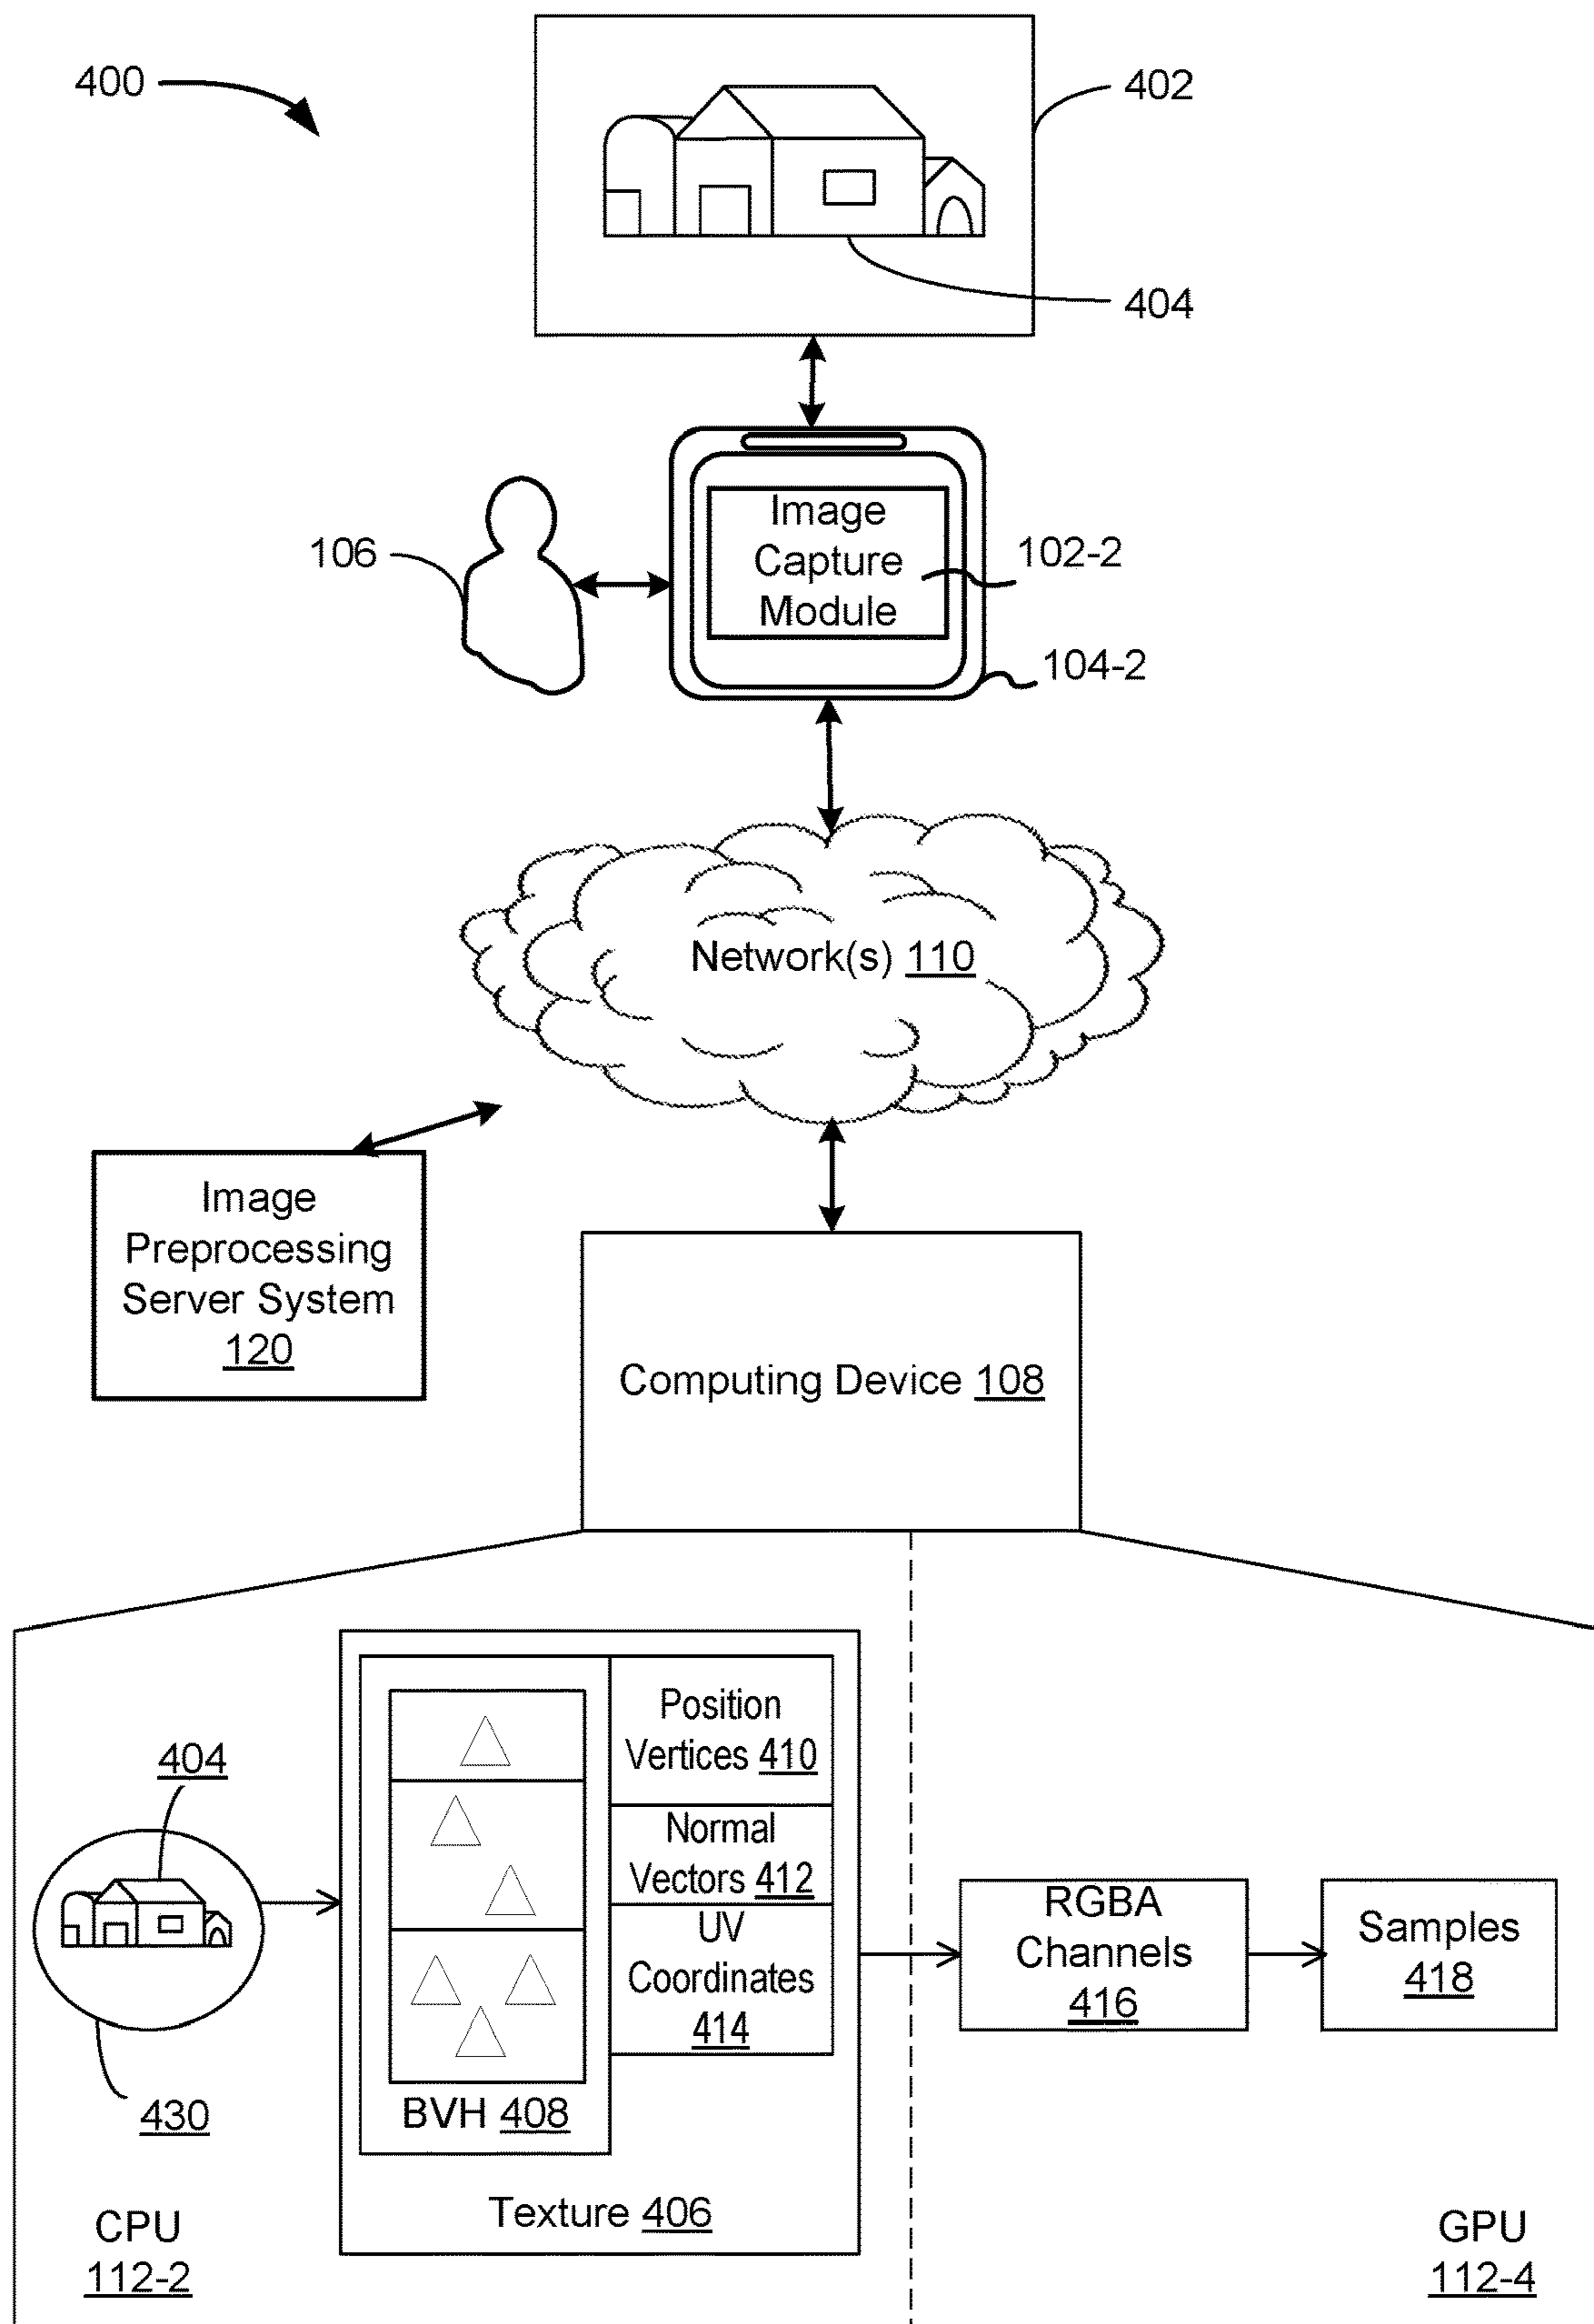 400
402
404
Image
Capture
Module
102-2
106
104-2
Network(s) 110
Image
Preprocessing
Server System
120
Computing Device 108
Position
Vertices 410
404
Normal
Vectors 412
UV
Coordinates
414
RGBA
Channels
416
Samples
418
430
BVH 408
Texture 406
CPU
112-2
GPU
112-4